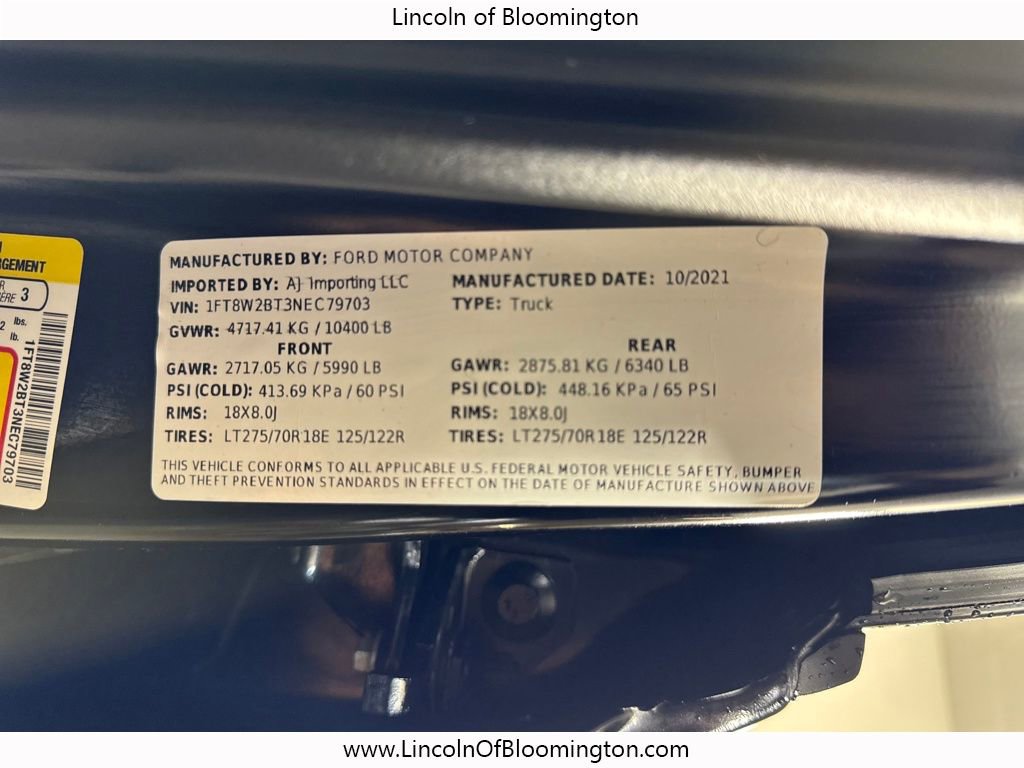 Lincoln of Bloomington
RGEMENT
3
lbs.
lb.
1FT8W2BT3NEC79703
MANUFACTURED BY: FORD MOTOR COMPANY
IMPORTED BY: AJ Importing LLC MANUFACTURED DATE: 10/2021
VIN: 1FT8W2BT3NEC79703 TYPE: Truck
GVWR: 4717.41 KG / 10400 LB
FRONT REAR
GAWR: 2717.05 KG / 5990 LB GAWR: 2875.81 KG / 6340 LB
PSI (COLD): 413.69 KPa / 60 PSI PSI (COLD): 448.16 KPa / 65 PSI
RIMS: 18X8.0J RIMS: 18X8.0J
TIRES: LT275/70R18E 125/122R TIRES: LT275/70R18E 125/122R
THIS VEHICLE CONFORMS TO ALL APPLICABLE U.S. FEDERAL MOTOR VEHICLE SAFETY, BUMPER
AND THEFT PREVENTION STANDARDS IN EFFECT ON THE DATE OF MANUFACTURE SHOWN ABOVE
www.LincolnOfBloomington.com